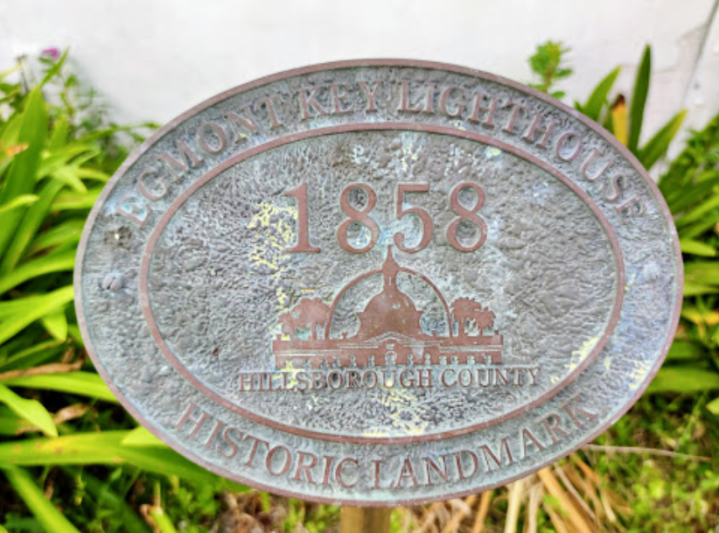 EGMONT KEY LIGHTHOUSE
1858
HILLSBOROUGH COUNTY
HISTORIC LANDMARK